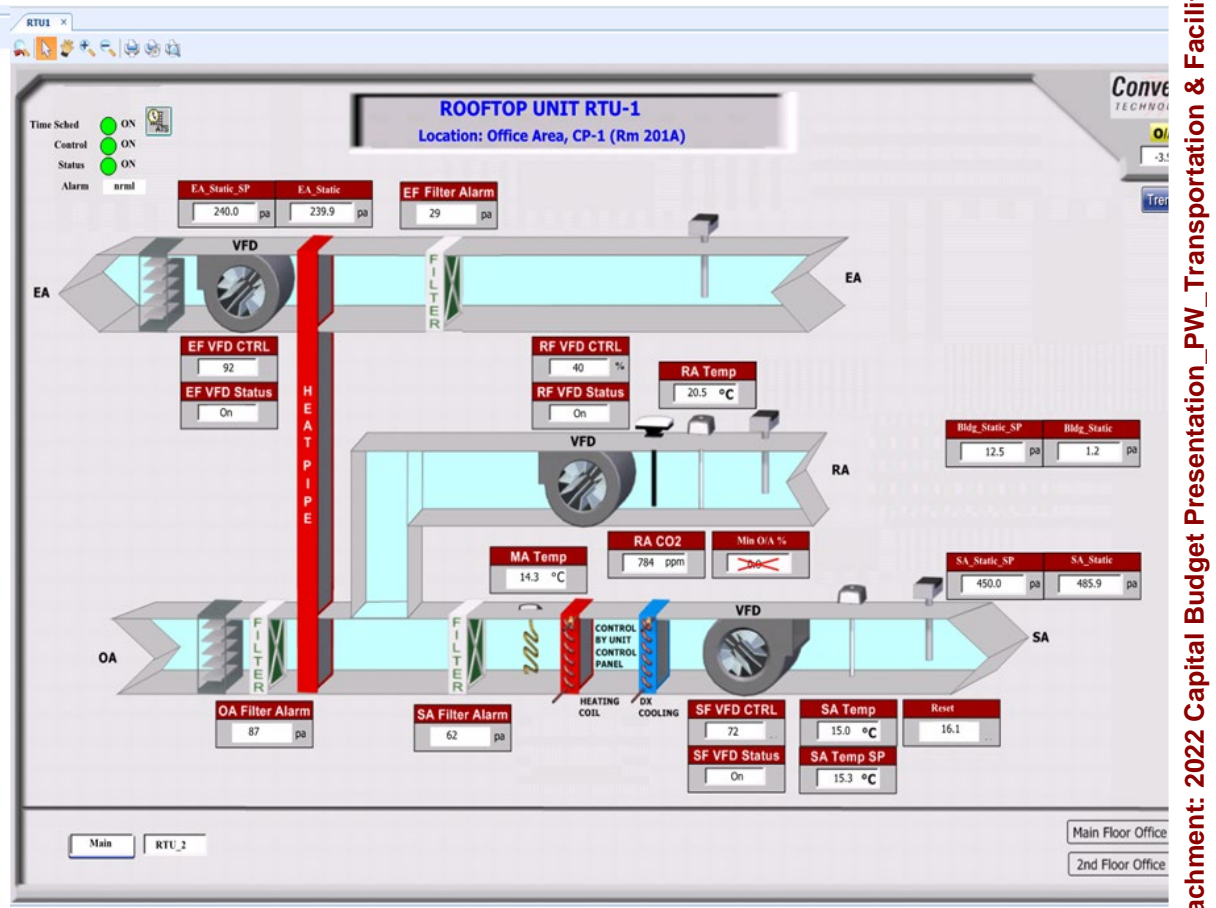 RTU1 ×
ROOFTOP UNIT RTU-1
Location: Office Area, CP-1 (Rm 201A)
Time Sched ON
ATS
Control ON
Status ON
Alarm nrml
EA_Static_SP
240.0 pa
EA_Static
239.9 pa
EF Filter Alarm
29 pa
VFD
FILTER
EA
EA
EF VFD CTRL
92
EF VFD Status
On
HEAT PIPE
RF VFD CTRL
40 %
RF VFD Status
On
RA Temp
20.5 °C
VFD
RA
Bldg_Static_SP
12.5 pa
Bldg_Static
1.2 pa
RA CO2
784 ppm
Min O/A %
MA Temp
14.3 °C
SA_Static_SP
450.0 pa
SA_Static
485.9 pa
OA
FILTER
FILTER
CONTROL
BY UNIT
CONTROL
PANEL
VFD
SA
HEATING
COIL
DX
COOLING
OA Filter Alarm
87 pa
SA Filter Alarm
62 pa
SF VFD CTRL
72
SF VFD Status
On
SA Temp
15.0 °C
SA Temp SP
15.3 °C
Reset
16.1
Main
RTU_2
Main Floor Office
2nd Floor Office
Conve
TECHNO
O/
-3.
Tren
achment: 2022 Capital Budget Presentation_PW_Transportation & Facili